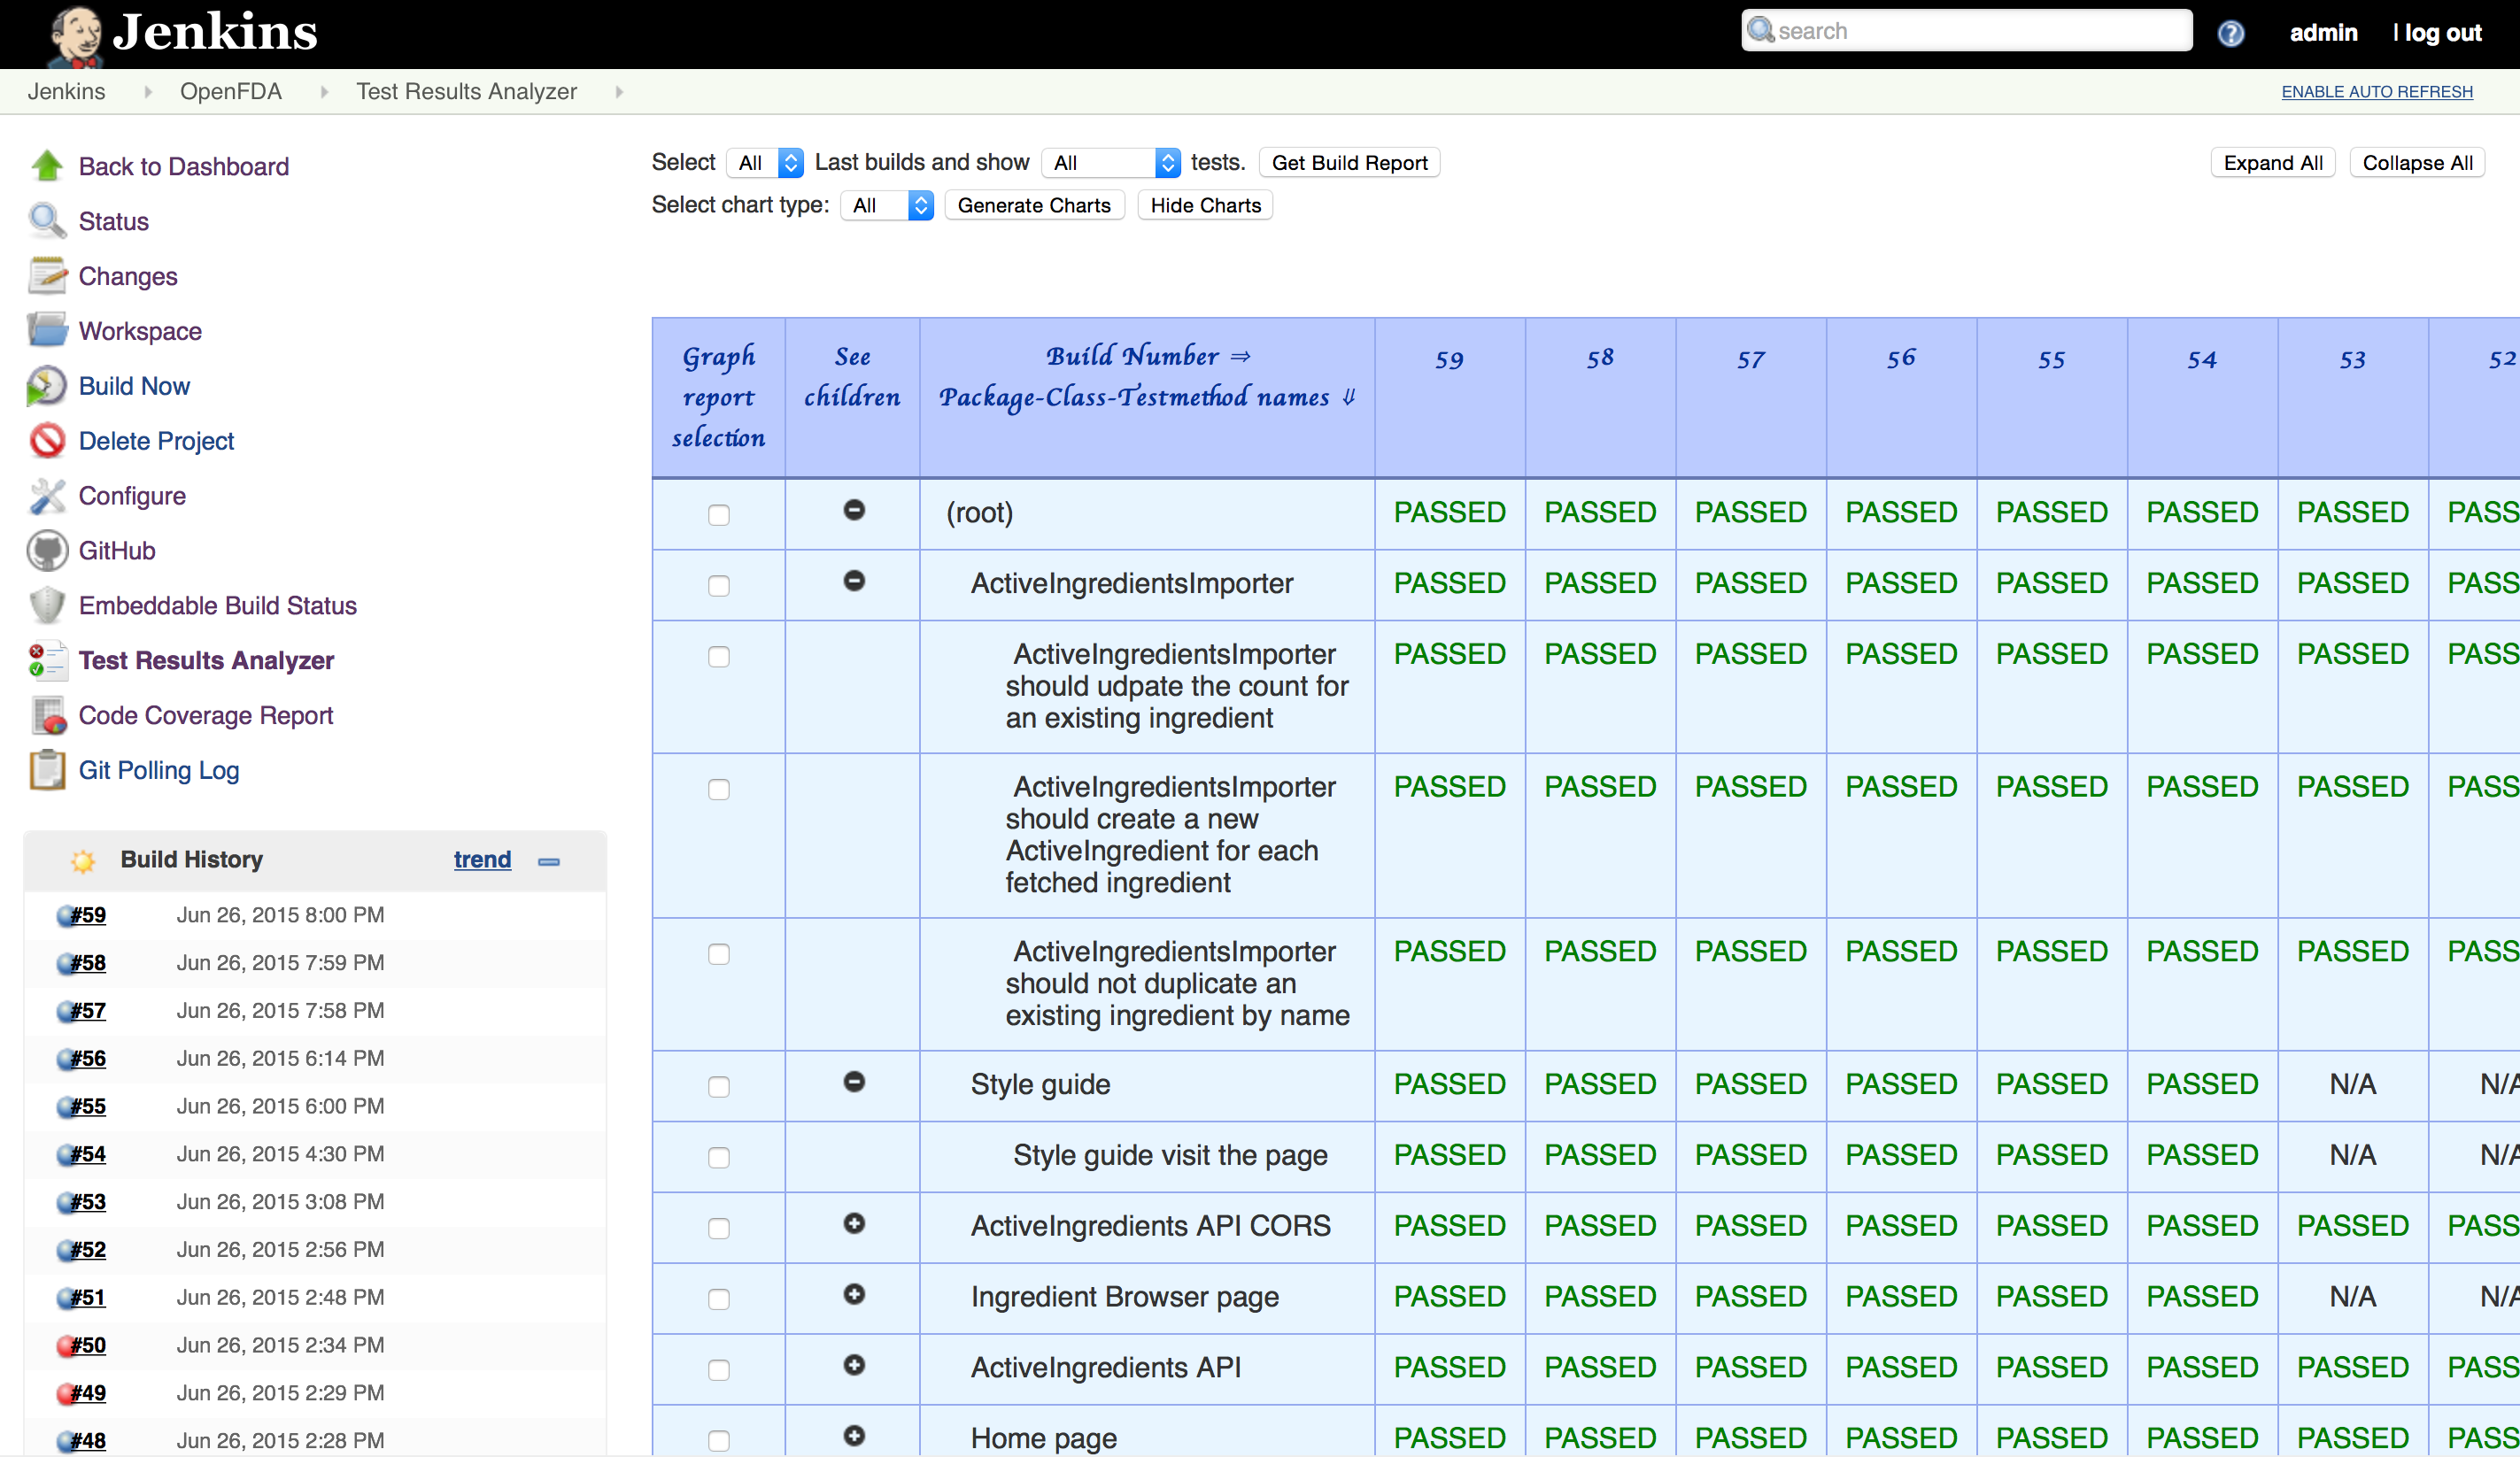 Jenkins
search
?
admin
| log out
Jenkins
OpenFDA
Test Results Analyzer
ENABLE AUTO REFRESH
Back to Dashboard
Status
Changes
Workspace
Build Now
Delete Project
Configure
GitHub
Embeddable Build Status
Test Results Analyzer
Code Coverage Report
Git Polling Log
Build History
trend
#59 Jun 26, 2015 8:00 PM
#58 Jun 26, 2015 7:59 PM
#57 Jun 26, 2015 7:58 PM
#56 Jun 26, 2015 6:14 PM
#55 Jun 26, 2015 6:00 PM
#54 Jun 26, 2015 4:30 PM
#53 Jun 26, 2015 3:08 PM
#52 Jun 26, 2015 2:56 PM
#51 Jun 26, 2015 2:48 PM
#50 Jun 26, 2015 2:34 PM
#49 Jun 26, 2015 2:29 PM
#48 Jun 26, 2015 2:28 PM
Select All Last builds and show All tests. Get Build Report
Expand All Collapse All
Select chart type: All Generate Charts Hide Charts
Graph
report
selection
See
children
Build Number ⇒
Package-Class-Testmethod names ⇓
59 58 57 56 55 54 53 52
(root) PASSED PASSED PASSED PASSED PASSED PASSED PASSED PASS
ActiveIngredientsImporter PASSED PASSED PASSED PASSED PASSED PASSED PASSED PASS
ActiveIngredientsImporter PASSED PASSED PASSED PASSED PASSED PASSED PASSED PASS
should udpate the count for
an existing ingredient
ActiveIngredientsImporter PASSED PASSED PASSED PASSED PASSED PASSED PASSED PASS
should create a new
ActiveIngredient for each
fetched ingredient
ActiveIngredientsImporter PASSED PASSED PASSED PASSED PASSED PASSED PASSED PASS
should not duplicate an
existing ingredient by name
Style guide PASSED PASSED PASSED PASSED PASSED PASSED N/A N/A
Style guide visit the page PASSED PASSED PASSED PASSED PASSED PASSED N/A N/A
ActiveIngredients API CORS PASSED PASSED PASSED PASSED PASSED PASSED PASSED PASS
Ingredient Browser page PASSED PASSED PASSED PASSED PASSED PASSED N/A N/A
ActiveIngredients API PASSED PASSED PASSED PASSED PASSED PASSED PASSED PASS
Home page PASSED PASSED PASSED PASSED PASSED PASSED PASSED PASS